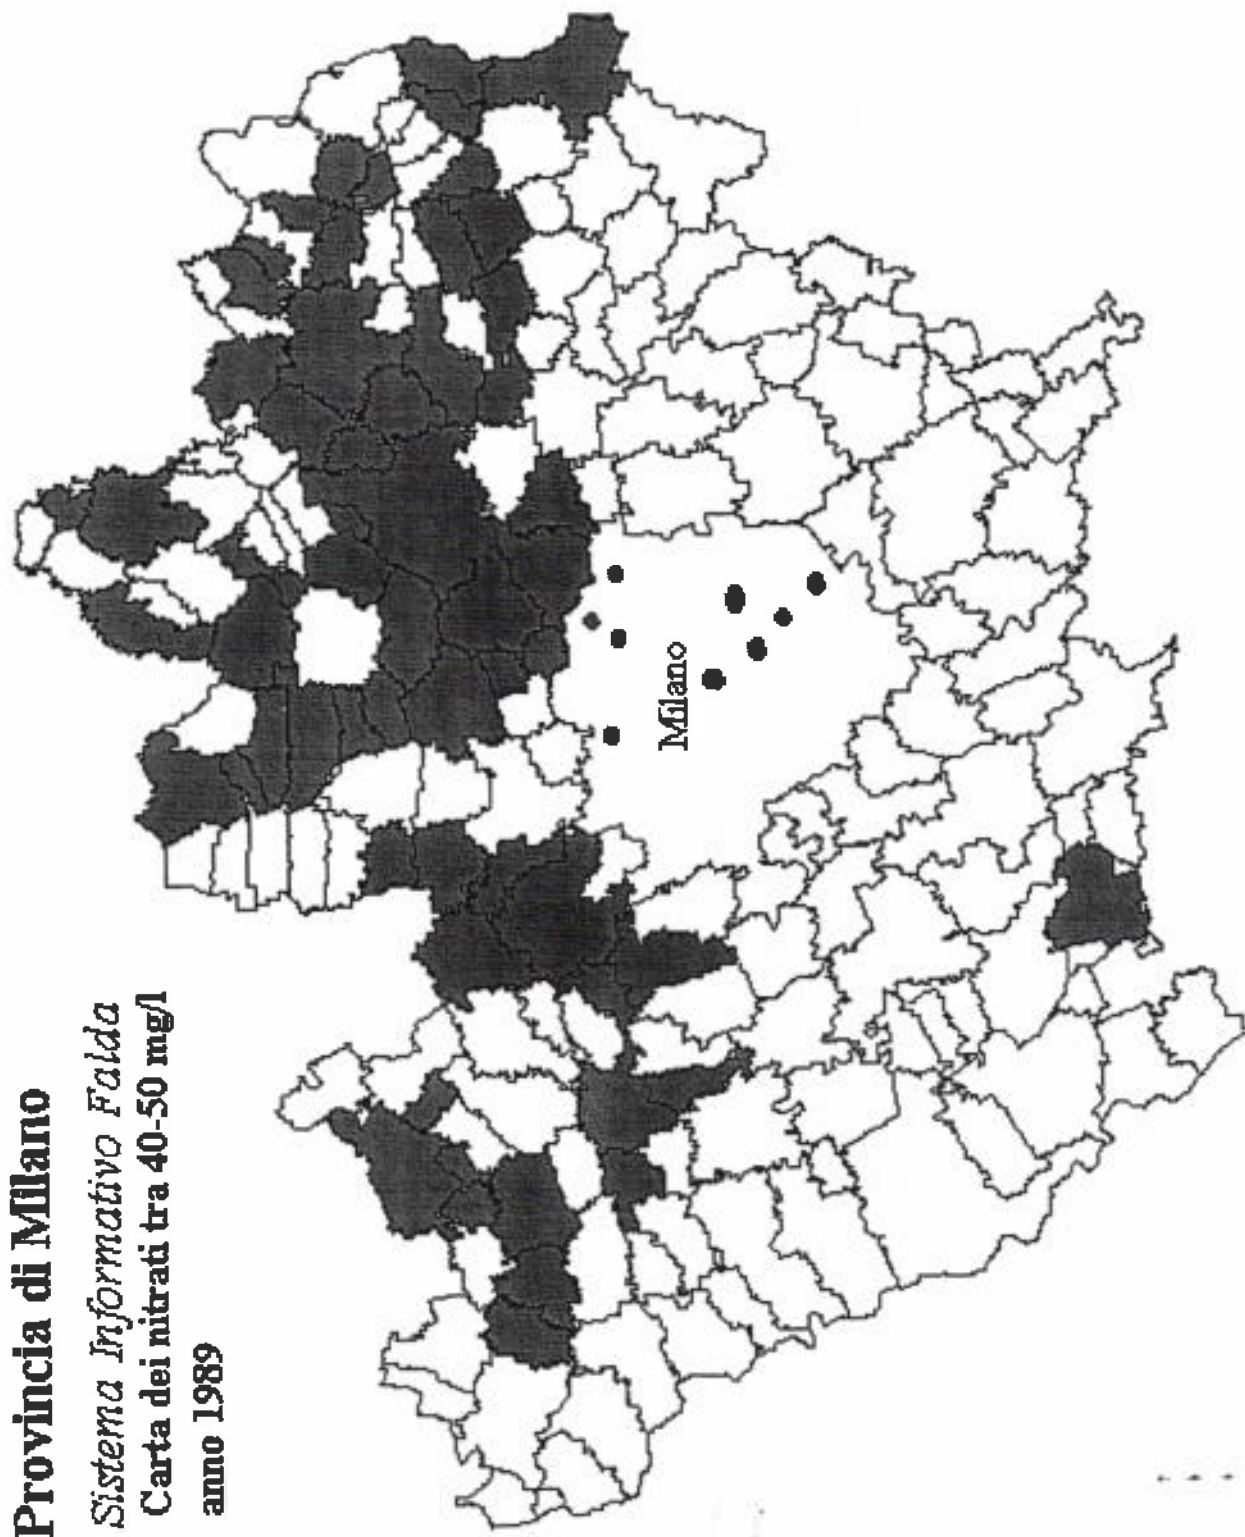 Provincia di Milano
Sistema Informativo Falda
Carta dei nitrati tra 40-50 mg/l
anno 1989
Milano